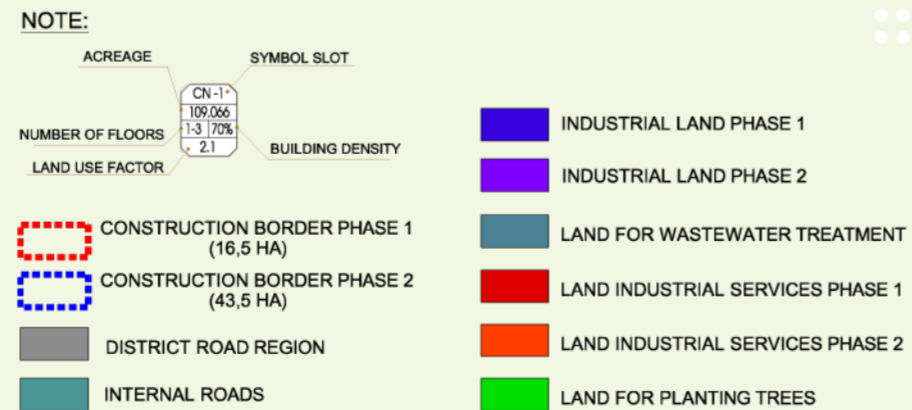 NOTE:
ACREAGE
SYMBOL SLOT
CN -1
109.066
NUMBER OF FLOORS
1-3 70%
BUILDING DENSITY
2.1
LAND USE FACTOR
CONSTRUCTION BORDER PHASE 1
(16,5 HA)
CONSTRUCTION BORDER PHASE 2
(43,5 HA)
DISTRICT ROAD REGION
INTERNAL ROADS
INDUSTRIAL LAND PHASE 1
INDUSTRIAL LAND PHASE 2
LAND FOR WASTEWATER TREATMENT
LAND INDUSTRIAL SERVICES PHASE 1
LAND INDUSTRIAL SERVICES PHASE 2
LAND FOR PLANTING TREES